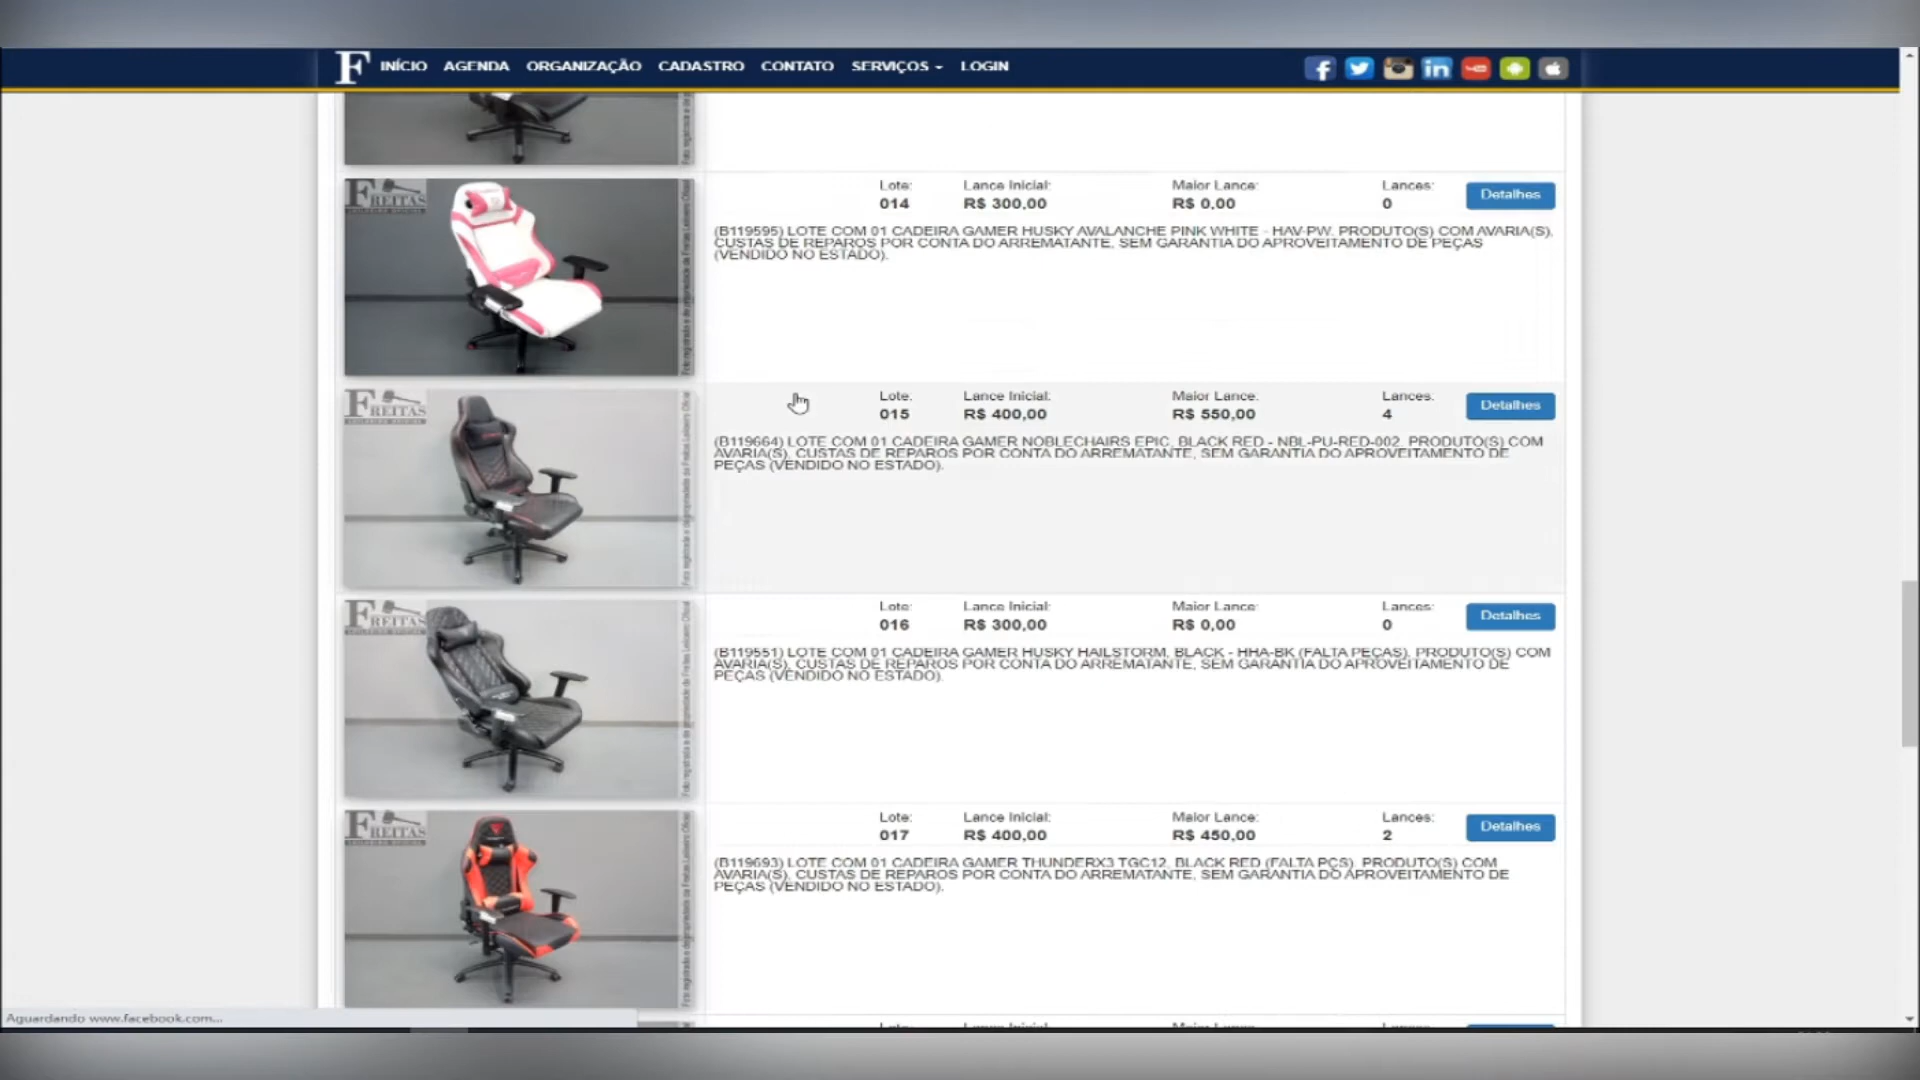 F INÍCIO AGENDA ORGANIZAÇÃO CADASTRO CONTATO SERVIÇOS LOGIN
FREITAS
Lote: Lance Inicial: Maior Lance: Lances: Detalhes
014 R$ 300,00 R$ 0,00 0
(B119595) LOTE COM 01 CADEIRA GAMER HUSKY AVALANCHE PINK WHITE - HAV-PW. PRODUTO(S) COM AVARIA(S),
CUSTAS DE REPAROS POR CONTA DO ARREMATANTE, SEM GARANTIA DO APROVEITAMENTO DE PEÇAS
(VENDIDO NO ESTADO).
FREITAS
Lote: Lance Inicial: Maior Lance: Lances: Detalhes
015 R$ 400,00 R$ 550,00 4
(B119664) LOTE COM 01 CADEIRA GAMER NOBLECHAIRS EPIC, BLACK RED - NBL-PU-RED-002. PRODUTO(S) COM
AVARIA(S), CUSTAS DE REPAROS POR CONTA DO ARREMATANTE, SEM GARANTIA DO APROVEITAMENTO DE
PEÇAS (VENDIDO NO ESTADO).
FREITAS
Lote: Lance Inicial: Maior Lance: Lances: Detalhes
016 R$ 300,00 R$ 0,00 0
(B119551) LOTE COM 01 CADEIRA GAMER HUSKY HAILSTORM, BLACK - HHA-BK (FALTA PEÇAS). PRODUTO(S) COM
AVARIA(S), CUSTAS DE REPAROS POR CONTA DO ARREMATANTE, SEM GARANTIA DO APROVEITAMENTO DE
PEÇAS (VENDIDO NO ESTADO).
FREITAS
Lote: Lance Inicial: Maior Lance: Lances: Detalhes
017 R$ 400,00 R$ 450,00 2
(B119693) LOTE COM 01 CADEIRA GAMER THUNDERX3 TGC12, BLACK RED (FALTA PÇS). PRODUTO(S) COM
AVARIA(S), CUSTAS DE REPAROS POR CONTA DO ARREMATANTE, SEM GARANTIA DO APROVEITAMENTO DE
PEÇAS (VENDIDO NO ESTADO).
Aguardando www.facebook.com...